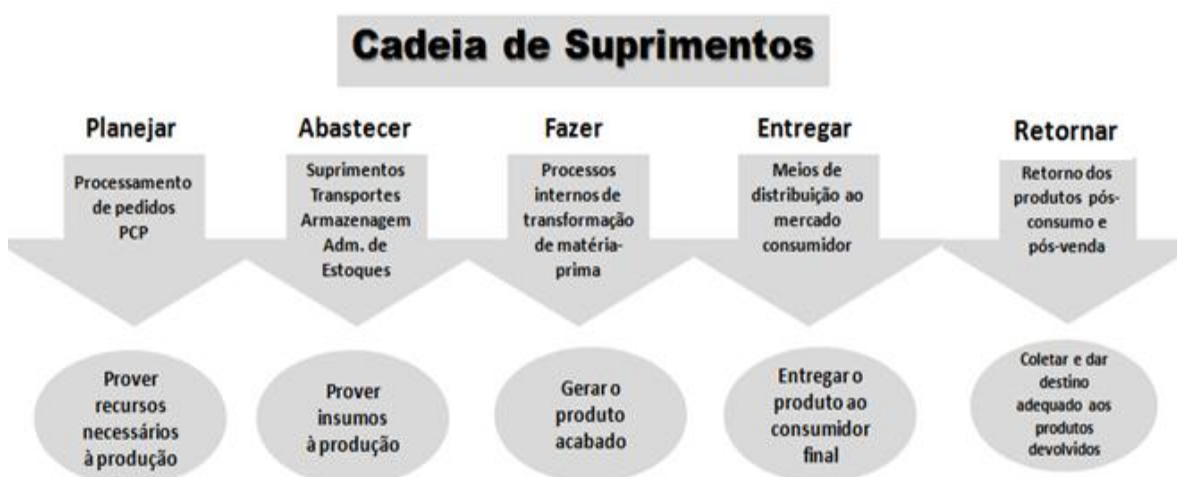 Cadeia de Suprimentos
Planejar
Abastecer
Fazer
Entregar
Retornar
Processamento
de pedidos
PCP
Suprimentos
Transportes
Armazenagem
Adm. de
Estoques
Processos
internos de
transformação
de matéria-
prima
Meios de
distribuição ao
mercado
consumidor
Retorno dos
produtos pós-
consumo e
pós-venda
Prover
recursos
necessários
à produção
Prover
insumos
à produção
Gerar o
produto
acabado
Entregar o
produto ao
consumidor
final
Coletar e dar
destino
adequado aos
produtos
devolvidos